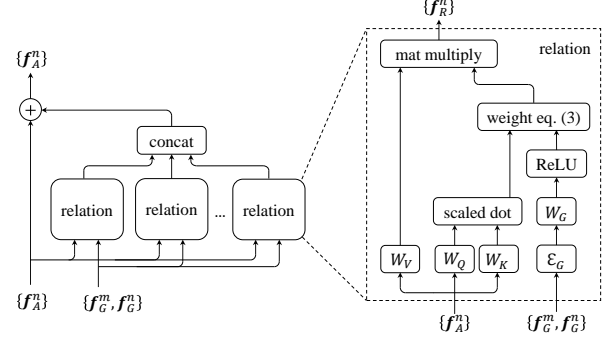 {f_A^n}
+
concat
relation
relation
...
relation
{f_A^n}
{f_G^m, f_G^n}
{f_R^n}
relation
mat multiply
weight eq. (3)
ReLU
scaled dot
W_G
W_V
W_Q
W_K
ℰ_G
{f_A^n}
{f_G^m, f_G^n}